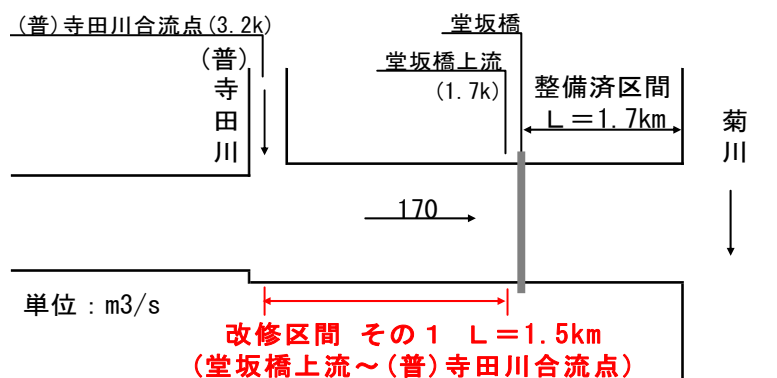 (普)寺田川合流点(3.2k)
(普)
寺
田
川
堂坂橋
堂坂橋上流
(1.7k)
整備済区間
L＝1.7km
菊
川
170
単位：m3/s
改修区間 その１ L＝1.5km
(堂坂橋上流～(普)寺田川合流点)